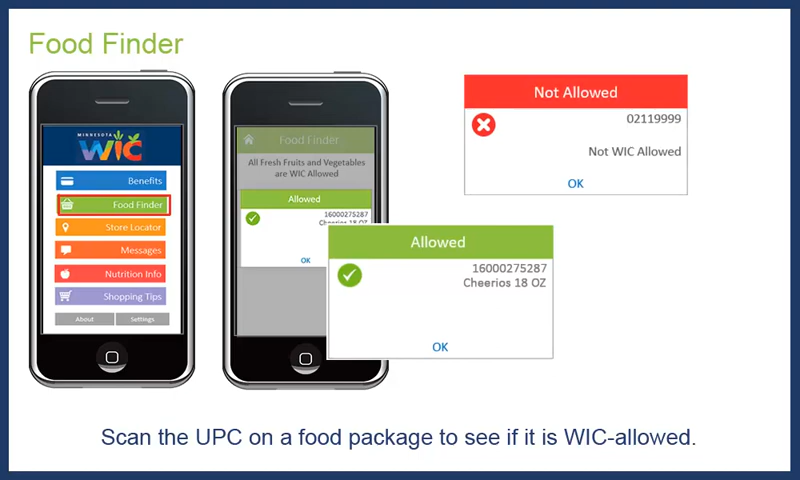 Food Finder
MINNESOTA
WIC
Benefits
Food Finder
Store Locator
Messages
Nutrition Info
Shopping Tips
About
Settings
Food Finder
All Fresh Fruits and Vegetables
are WIC Allowed
Allowed
16000275287
Cheerios 18 OZ
OK
Allowed
16000275287
Cheerios 18 OZ
OK
Not Allowed
02119999
Not WIC Allowed
OK
Scan the UPC on a food package to see if it is WIC-allowed.